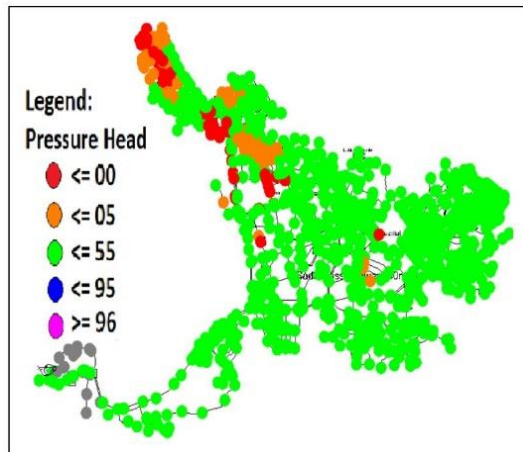 Legend:
Pressure Head
<= 00
<= 05
<= 55
<= 95
>= 96